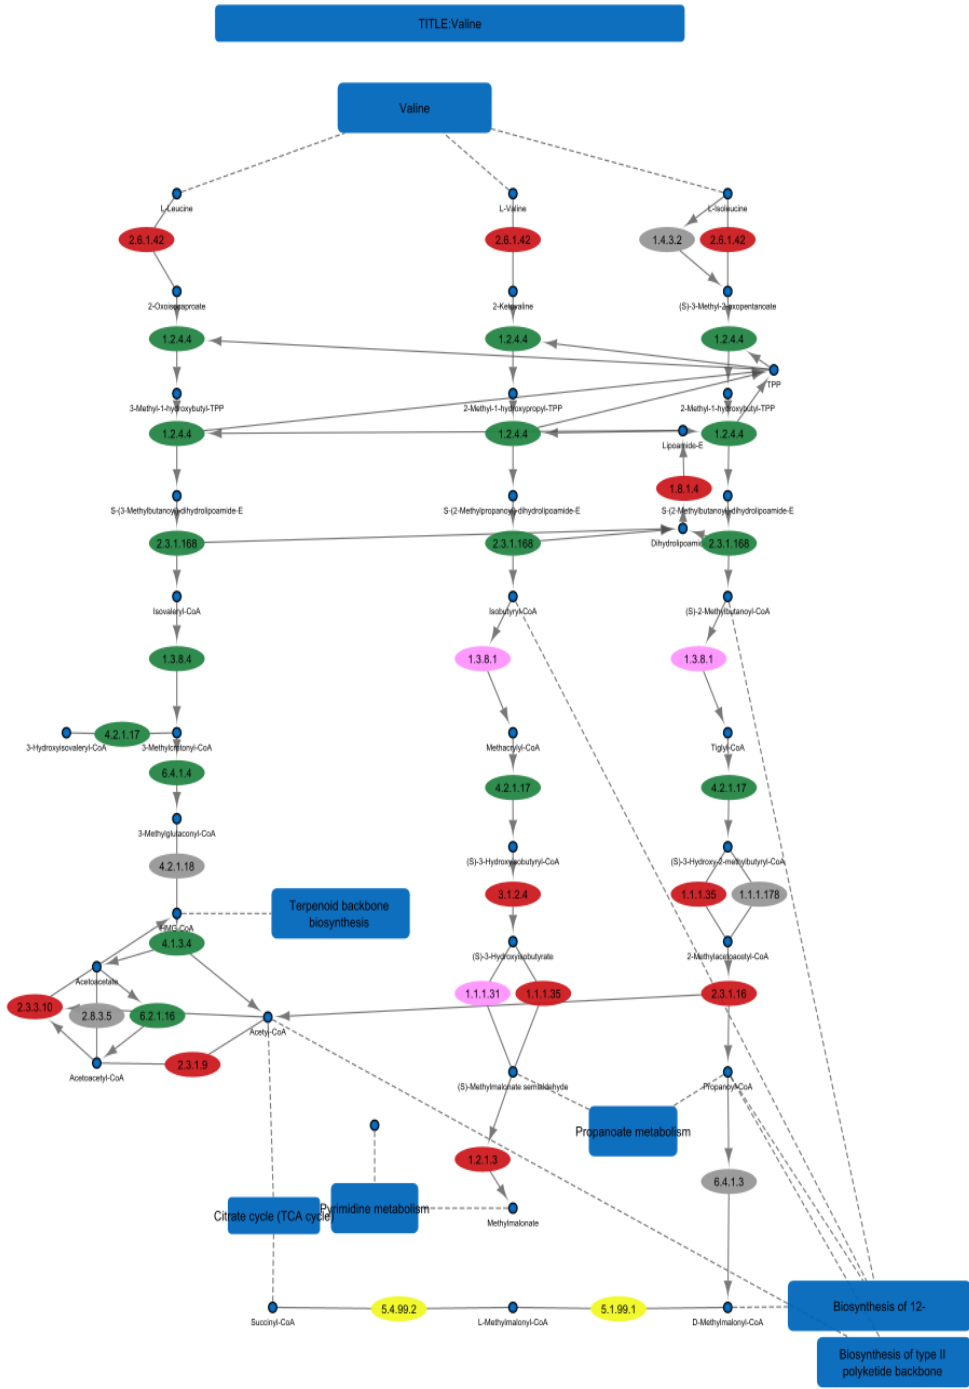 TITLE:Valine
Valine
L-Leucine
L-Valine
L-Isoleucine
2.6.1.42
2.6.1.42
1.4.3.2
2.6.1.42
2-Oxoisocaproate
2-Ketovaline
(S)-3-Methyl-2-oxopentanoate
1.2.4.4
1.2.4.4
1.2.4.4
TPP
3-Methyl-1-hydroxybutyl-TPP
2-Methyl-1-hydroxypropyl-TPP
2-Methyl-1-hydroxybutyl-TPP
1.2.4.4
1.2.4.4
1.2.4.4
Lipoamide-E
1.8.1.4
S-(3-Methylbutanoyl)-dihydrolipoamide-E
S-(2-Methylpropanoyl)-dihydrolipoamide-E
S-(2-Methylbutanoyl)-dihydrolipoamide-E
2.3.1.168
2.3.1.168
Dihydrolipoamid
2.3.1.168
Isovaleryl-CoA
Isobutyryl-CoA
(S)-2-Methylbutanoyl-CoA
1.3.8.4
1.3.8.1
1.3.8.1
4.2.1.17
3-Hydroxyisovaleryl-CoA
3-Methylcrotonyl-CoA
Methacrylyl-CoA
Tiglyl-CoA
6.4.1.4
4.2.1.17
4.2.1.17
3-Methylglutaconyl-CoA
(S)-3-Hydroxyisobutyryl-CoA
(S)-3-Hydroxy-2-methylbutyryl-CoA
4.2.1.18
3.1.2.4
1.1.1.35
1.1.1.178
Terpenoid backbone
biosynthesis
HMG-CoA
4.1.3.4
(S)-3-Hydroxyisobutyrate
2-Methylacetoacetyl-CoA
Acetoacetate
1.1.1.31
1.1.1.35
2.3.1.16
2.3.3.10
2.8.3.5
6.2.1.16
Acetyl-CoA
2.3.1.9
Acetoacetyl-CoA
(S)-Methylmalonate semialdehyde
Propanoyl-CoA
Propanoate metabolism
1.2.1.3
6.4.1.3
Citrate cycle (TCA cycle)
Pyrimidine metabolism
Methylmalonate
5.4.99.2
5.1.99.1
Succinyl-CoA
L-Methylmalonyl-CoA
D-Methylmalonyl-CoA
Biosynthesis of 12-
Biosynthesis of type II
polyketide backbone